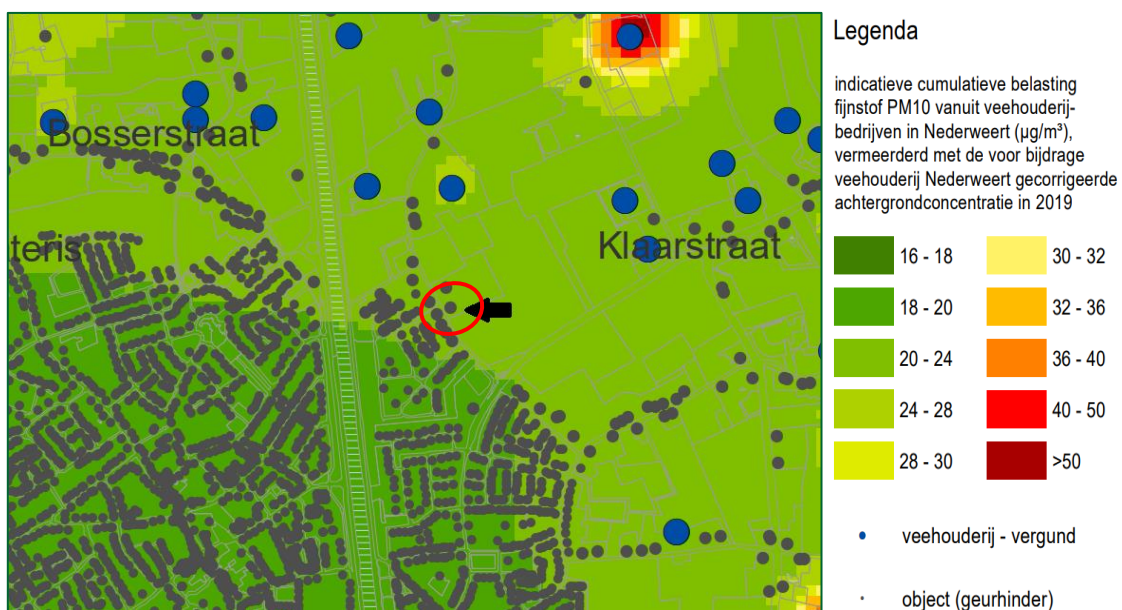 Bosserstraat
teris
Klaarstraat
Legenda
indicatieve cumulatieve belasting
fijnstof PM10 vanuit veehouderij-
bedrijven in Nederweert (µg/m³),
vermeerderd met de voor bijdrage
veehouderij Nederweert gecorrigeerde
achtergrondconcentratie in 2019
16 - 18 30 - 32
18 - 20 32 - 36
20 - 24 36 - 40
24 - 28 40 - 50
28 - 30 >50
veehouderij - vergund
object (geurhinder)